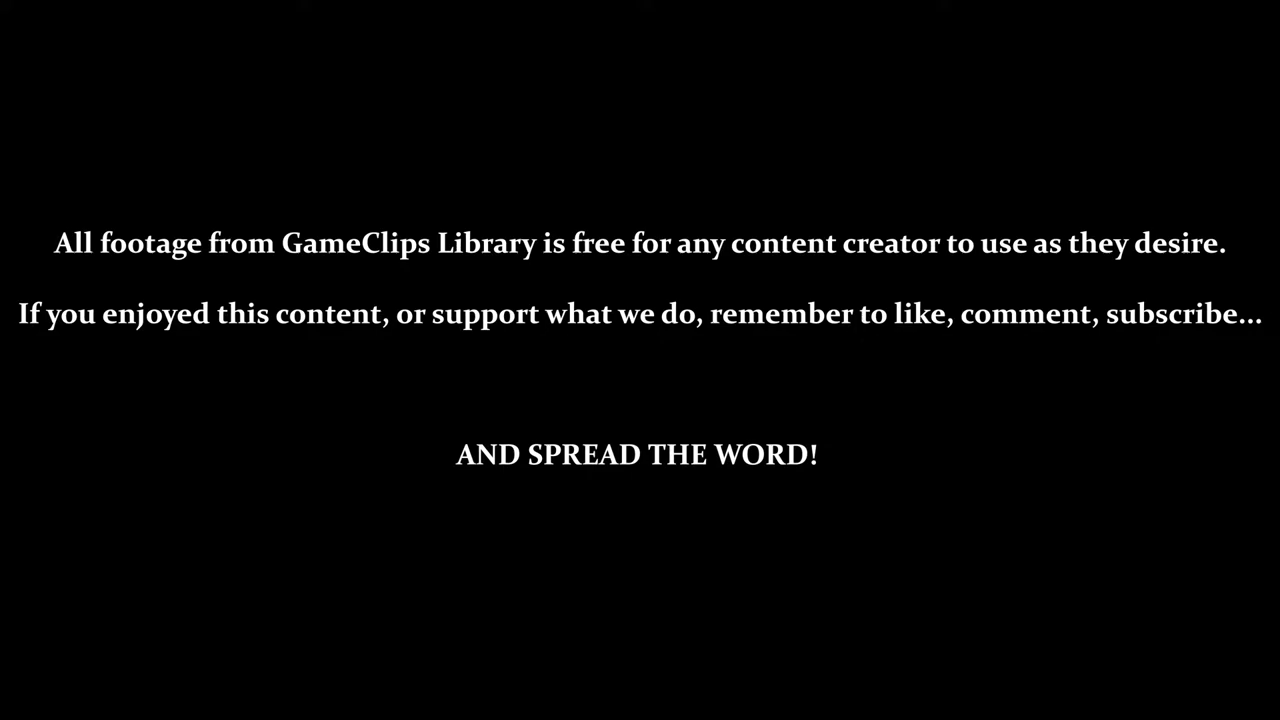 All footage from GameClips Library is free for any content creator to use as they desire.
If you enjoyed this content, or support what we do, remember to like, comment, subscribe...
AND SPREAD THE WORD!